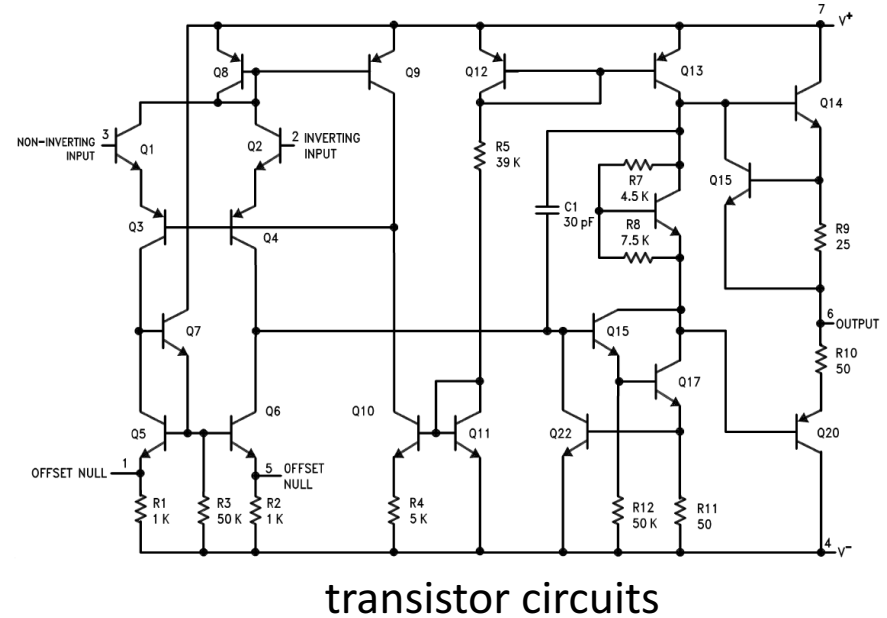 7
V+
Q8
Q9
Q12
Q13
Q14
NON-INVERTING
INPUT
3
Q1
Q2
2 INVERTING
INPUT
R5
39 K
R7
4.5 K
Q15
C1
30 pF
R8
7.5 K
R9
25
Q3
Q4
Q7
Q15
6
OUTPUT
R10
50
Q17
Q5
Q6
Q10
Q11
Q22
Q20
OFFSET NULL
1
5 OFFSET
NULL
R1
1 K
R3
50 K
R2
1 K
R4
5 K
R12
50 K
R11
50
4
V-
transistor circuits